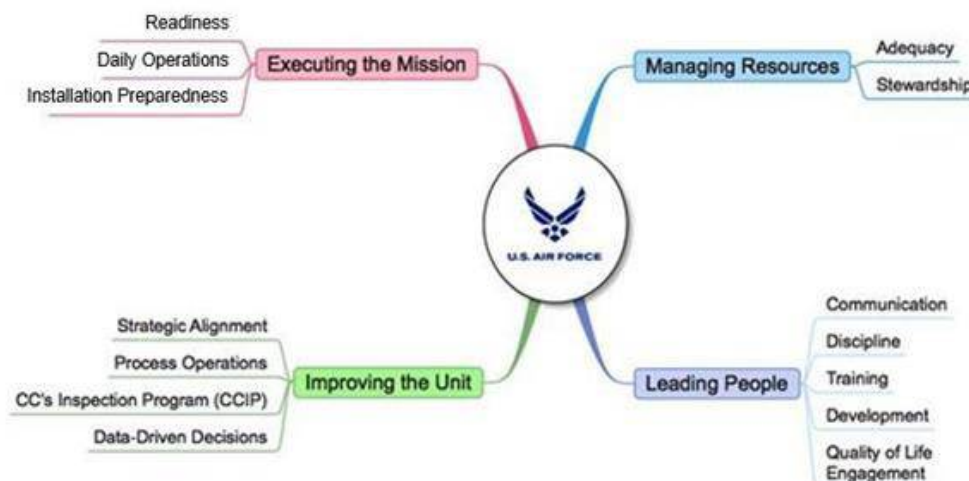 Readiness
Daily Operations
Installation Preparedness
Executing the Mission
Managing Resources
Adequacy
Stewardship
U.S. AIR FORCE
Strategic Alignment
Process Operations
CC's Inspection Program (CCIP)
Data-Driven Decisions
Improving the Unit
Leading People
Communication
Discipline
Training
Development
Quality of Life
Engagement